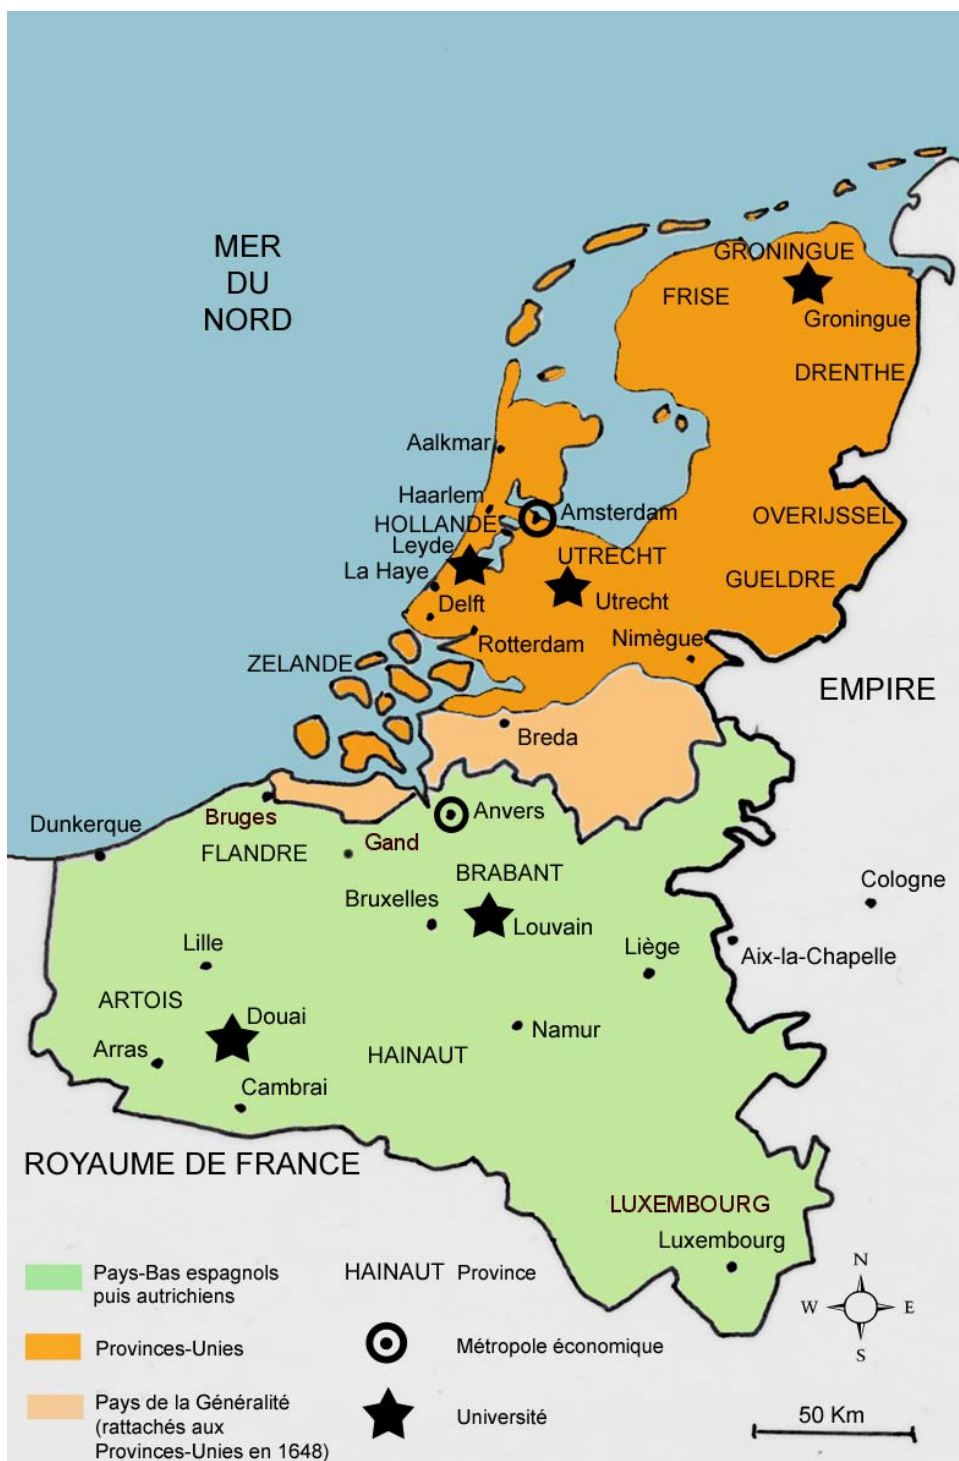 MER
DU
NORD
GRONINGUE
FRISE
Groningue
DRENTHE
Aalkmar
Haarlem
Amsterdam
HOLLANDE
OVERIJSSEL
Leyde
UTRECHT
La Haye
GUELDRE
Delft
Utrecht
Rotterdam
Nimègue
ZELANDE
EMPIRE
Breda
Dunkerque
Bruges
Anvers
Gand
FLANDRE
BRABANT
Cologne
Bruxelles
Louvain
Lille
Liège
Aix-la-Chapelle
ARTOIS
Douai
Namur
Arras
HAINAUT
Cambrai
ROYAUME DE FRANCE
LUXEMBOURG
Luxembourg
Pays-Bas espagnols
puis autrichiens
Provinces-Unies
Pays de la Généralité
(rattachés aux
Provinces-Unies en 1648)
HAINAUT Province
Métropole économique
Université
N
W E
S
50 Km